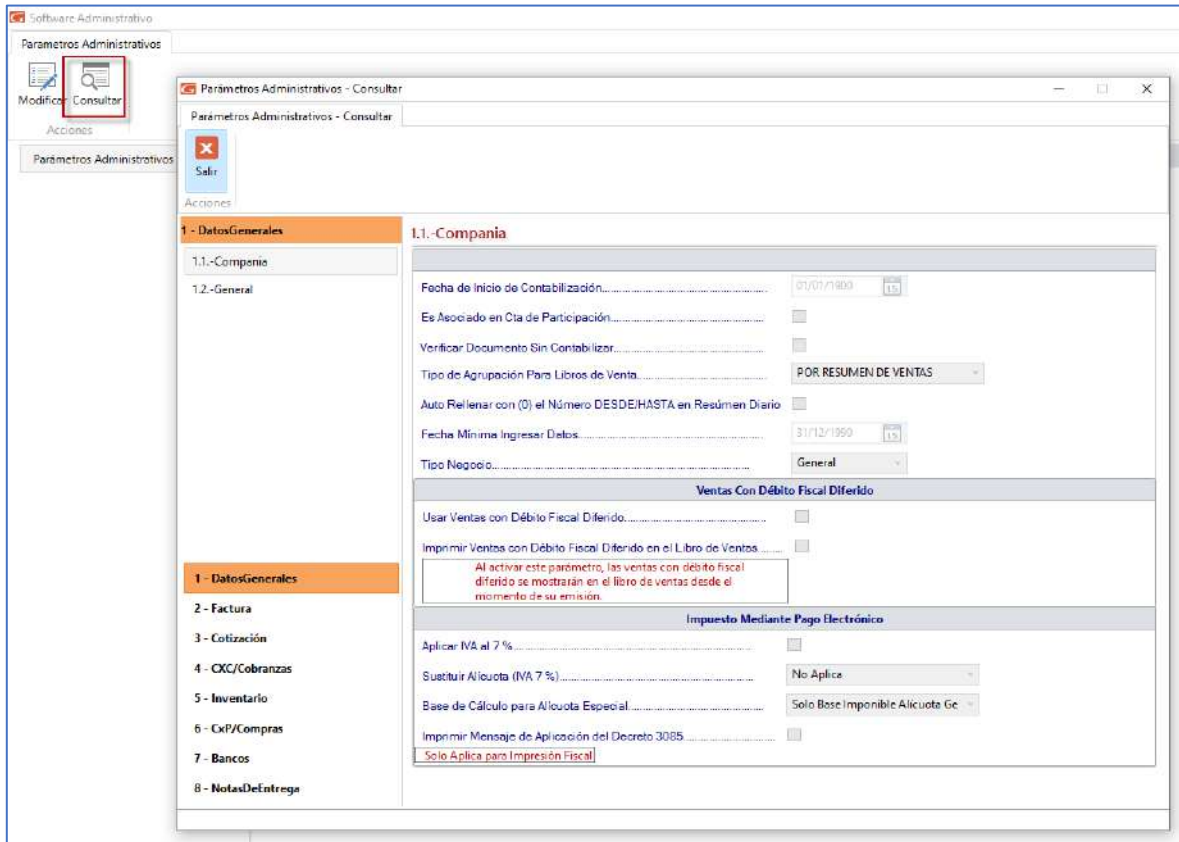 Software Administrativo
Parametros Administrativos
Modificar Consultar
Acciones
Parámetros Administrativos
Parámetros Administrativos - Consultar
Parámetros Administrativos - Consultar
Salir
Acciones
1 - DatosGenerales
1.1.-Compania
1.2.-General
1 - DatosGenerales
2 - Factura
3 - Cotización
4 - CXC/Cobranzas
5 - Inventario
6 - CxP/Compras
7 - Bancos
8 - NotasDeEntrega
1.1.-Compania
Fecha de Inicio de Contabilización 01/01/1900 15
Es Asociado en Cta de Participación
Verificar Documento Sin Contabilizar
Tipo de Agrupación Para Libros de Venta POR RESUMEN DE VENTAS
Auto Rellenar con (0) el Número DESDE/HASTA en Resúmen Diario
Fecha Mínima Ingresar Datos 31/12/1990 15
Tipo Negocio General
Ventas Con Débito Fiscal Diferido
Usar Ventas con Débito Fiscal Diferido
Imprimir Ventas con Débito Fiscal Diferido en el Libro de Ventas
Al activar este parámetro, las ventas con débito fiscal
diferido se mostrarán en el libro de ventas desde el
momento de su emisión.
Impuesto Mediante Pago Electrónico
Aplicar IVA al 7 %
Sustituir Alícuota (IVA 7 %) No Aplica
Base de Cálculo para Alícuota Especial Solo Base Imponible Alicuota Ge
Imprimir Mensaje de Aplicación del Decreto 3085
Solo Aplica para Impresión Fiscal